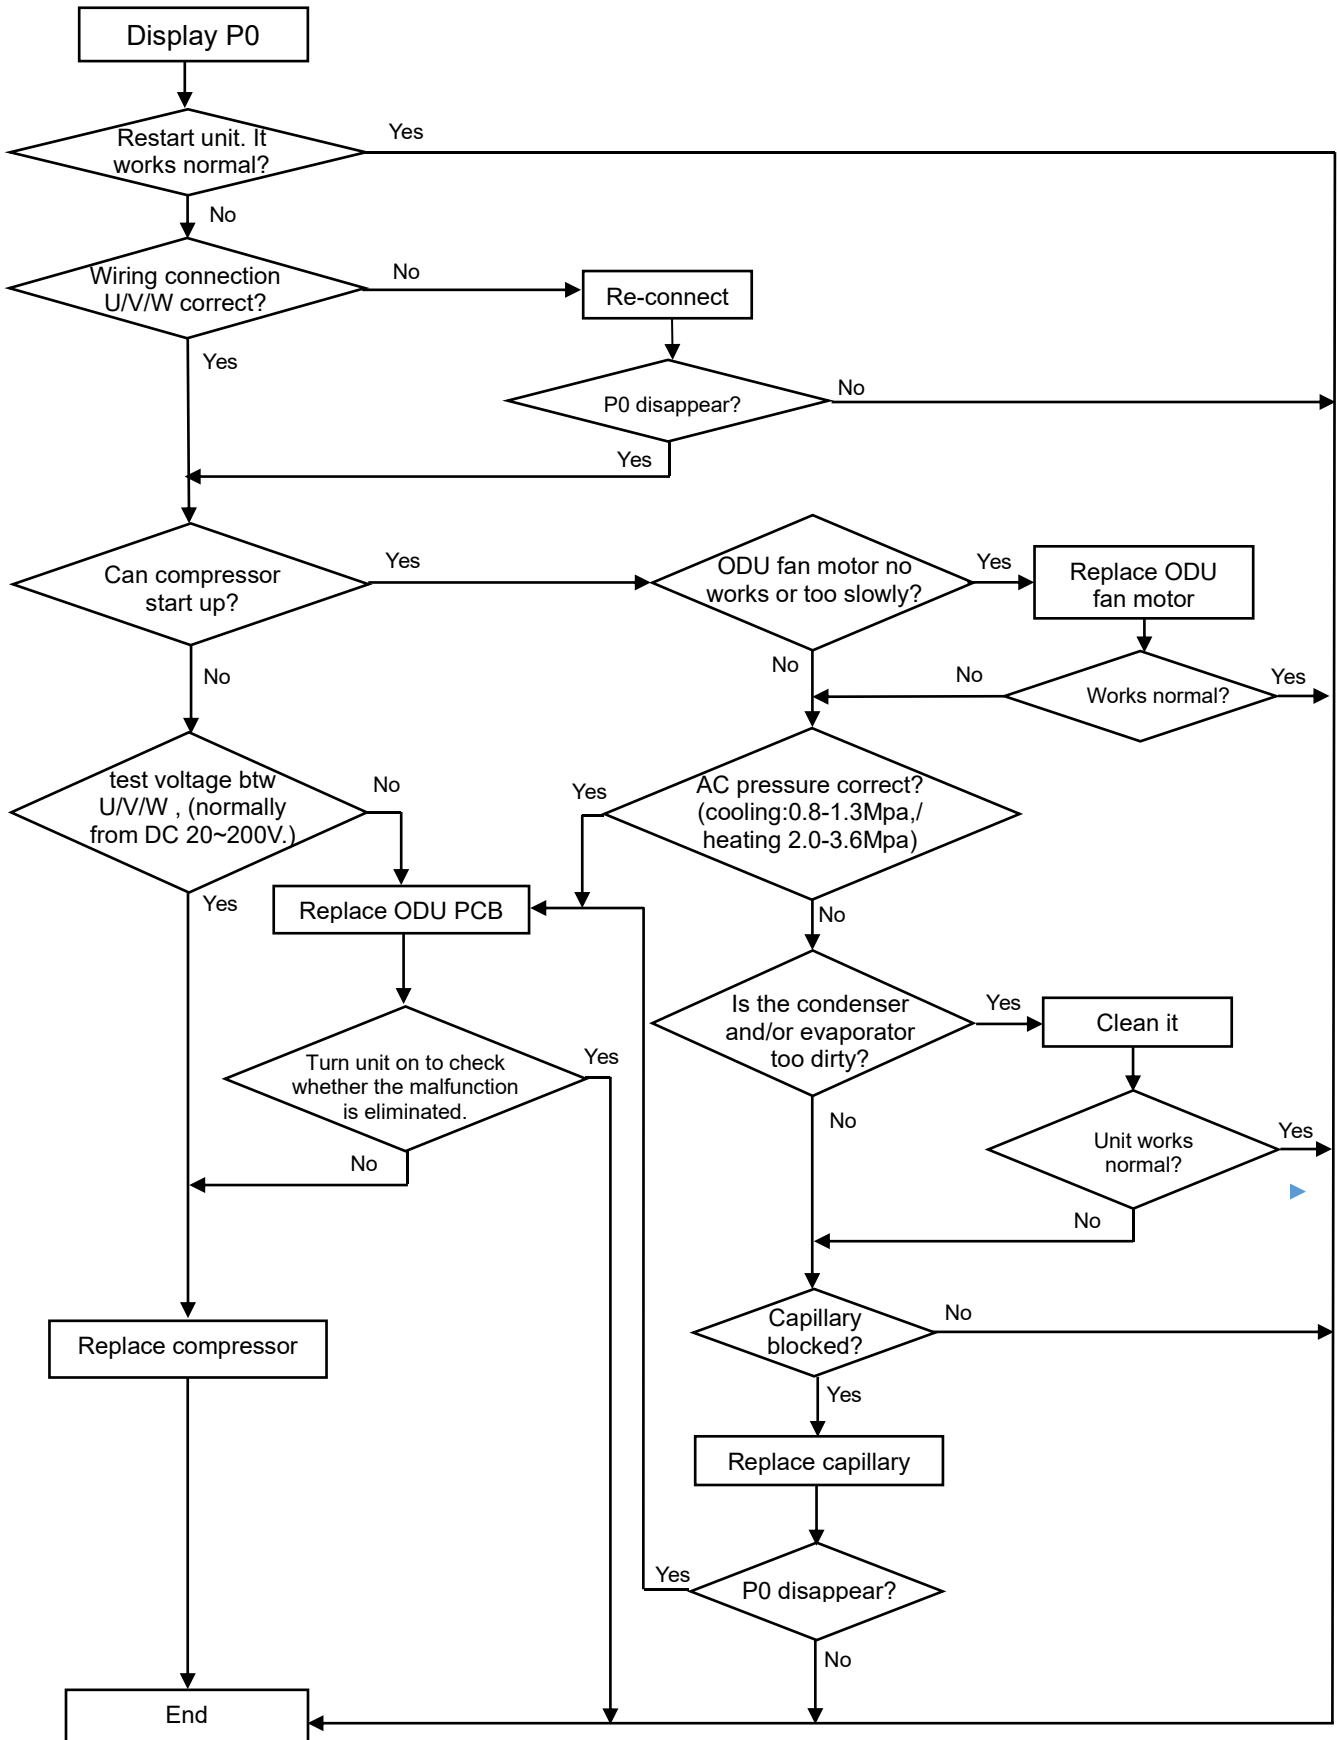 Display P0
Restart unit. It
works normal?
Yes
No
Wiring connection
U/V/W correct?
No
Re-connect
Yes
P0 disappear?
No
Yes
Can compressor
start up?
Yes
ODU fan motor no
works or too slowly?
Yes
Replace ODU
fan motor
No
No
No
Works normal?
Yes
test voltage btw
U/V/W , (normally
from DC 20~200V.)
No
Yes
AC pressure correct?
(cooling:0.8-1.3Mpa,/
heating 2.0-3.6Mpa)
Yes
Replace ODU PCB
No
Is the condenser
and/or evaporator
too dirty?
Yes
Clean it
Turn unit on to check
whether the malfunction
is eliminated.
Yes
No
No
Unit works
normal?
Yes
No
Capillary
blocked?
No
Replace compressor
Yes
Replace capillary
Yes
P0 disappear?
No
End